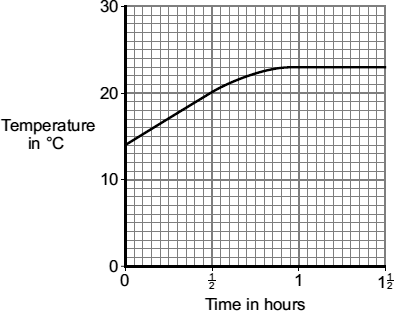 30
20
Temperature
in °C
10
0
0 ½ 1 1½
Time in hours